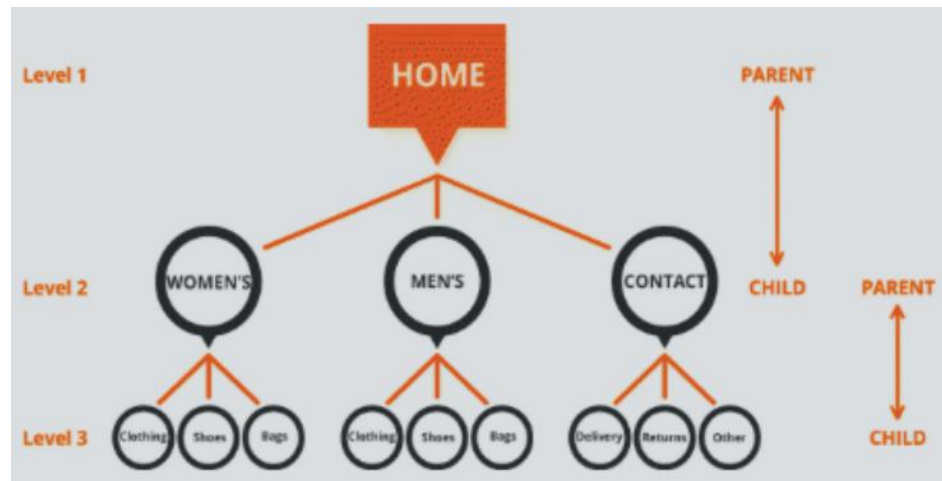 Level 1
HOME
PARENT
Level 2
WOMEN'S
MEN'S
CONTACT
CHILD
PARENT
Level 3
Clothing
Shoes
Bags
Clothing
Shoes
Bags
Delivery
Returns
Other
CHILD